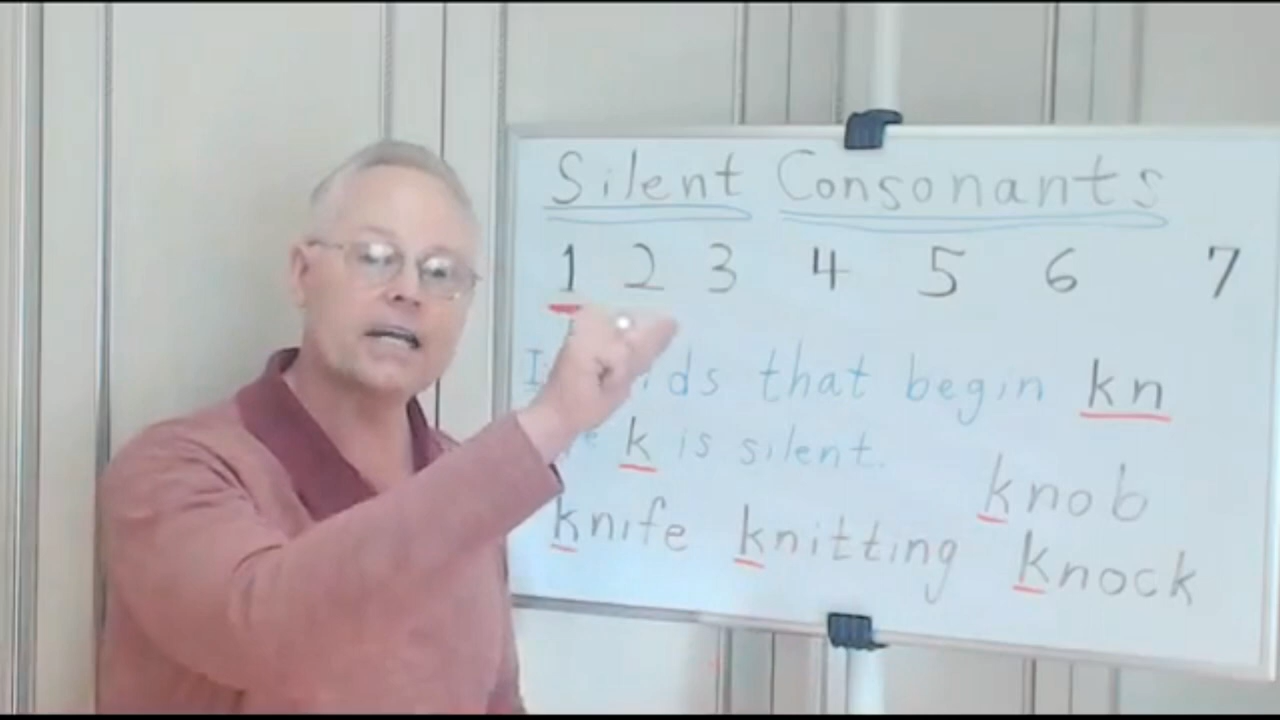 Silent Consonants
1 2 3 4 5 6 7
that begin kn
k is silent.
knob
knife knitting knock